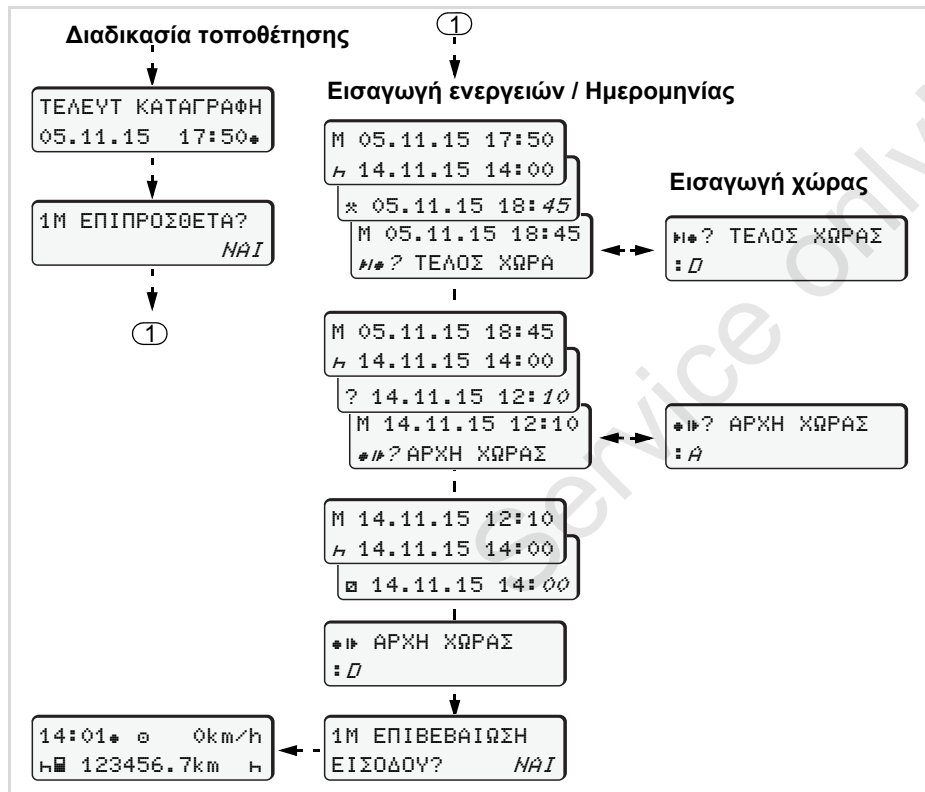 Διαδικασία τοποθέτησης
ΤΕΛΕΥΤ ΚΑΤΑΓΡΑΦΗ
05.11.15 17:50
1M ΕΠΙΠΡΟΣΘΕΤΑ?
ΝΑΙ
1
1
Εισαγωγή ενεργειών / Ημερομηνίας
M 05.11.15 17:50
14.11.15 14:00
05.11.15 18:45
M 05.11.15 18:45
? ΤΕΛΟΣ ΧΩΡΑ
Εισαγωγή χώρας
? ΤΕΛΟΣ ΧΩΡΑΣ
:D
M 05.11.15 18:45
14.11.15 14:00
? 14.11.15 12:10
M 14.11.15 12:10
? ΑΡΧΗ ΧΩΡΑΣ
? ΑΡΧΗ ΧΩΡΑΣ
:A
M 14.11.15 12:10
14.11.15 14:00
14.11.15 14:00
ΑΡΧΗ ΧΩΡΑΣ
:D
1M ΕΠΙΒΕΒΑΙΩΣΗ
ΕΙΣΟΔΟΥ? ΝΑΙ
14:01 0km/h
123456.7km
Service only